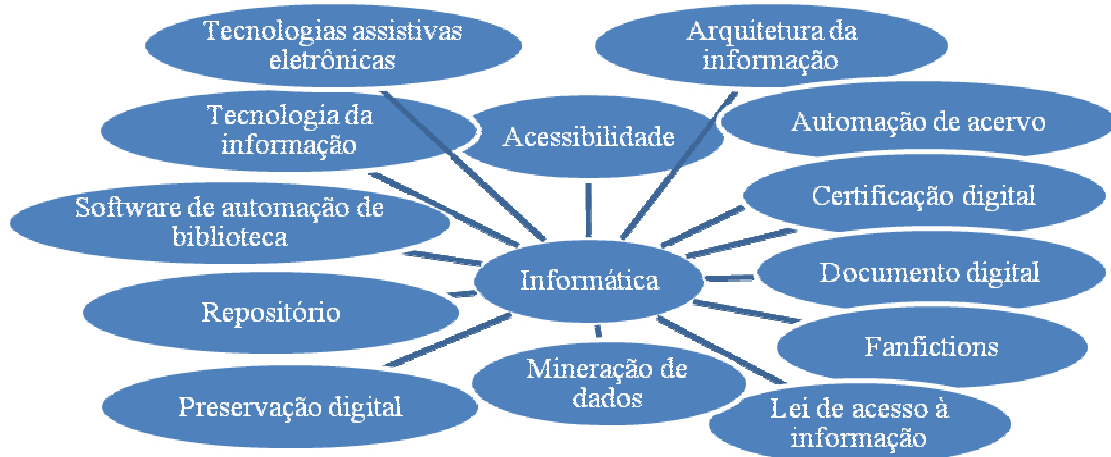 Tecnologias assistivas
eletrônicas
Arquitetura da
informação
Tecnologia da
informação
Acessibilidade
Automação de acervo
Software de automação de
biblioteca
Certificação digital
Informática
Documento digital
Repositório
Fanfictions
Mineração de
dados
Preservação digital
Lei de acesso à
informação